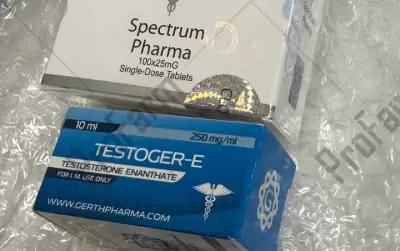 Spectrum
Pharma
100x25mG
Single-Dose Tablets
10 ml
250 mg/ml
TESTOGER-E
TESTOSTERONE ENANTHATE
FOR I.M. USE ONLY
WWW.GERTHPHARMA.COM